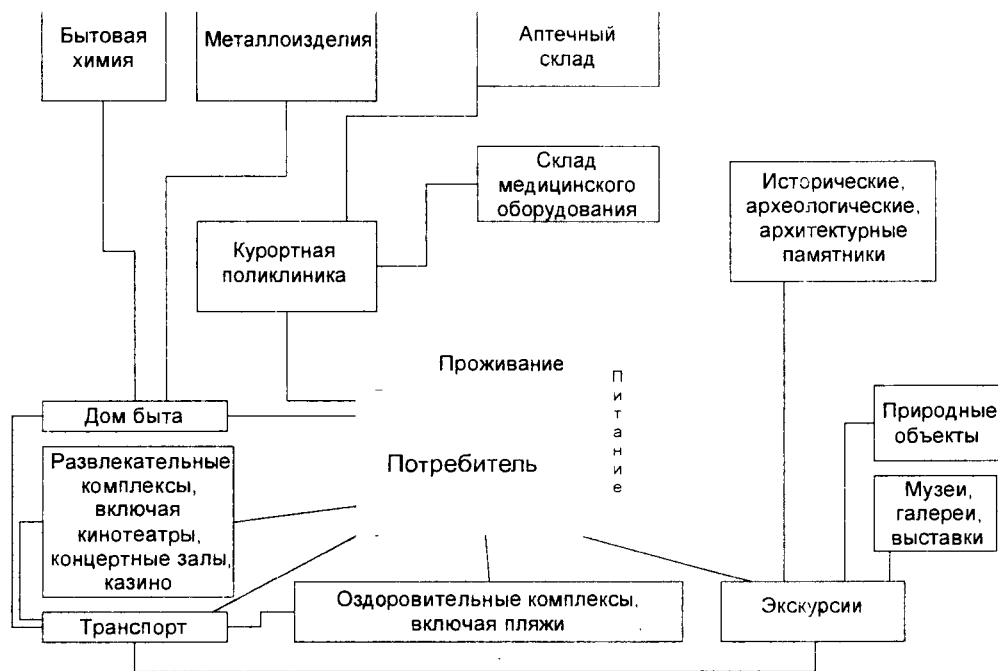 Бытовая
химия
Металлоизделия
Аптечный
склад
Склад
медицинского
оборудования
Исторические,
археологические,
архитектурные
памятники
Курортная
поликлиника
Проживание
Питание
Дом быта
Природные
объекты
Развлекательные
комплексы,
включая
кинотеатры,
концертные залы,
казино
Потребитель
Музеи,
галереи,
выставки
Оздоровительные комплексы,
включая пляжи
Экскурсии
Транспорт